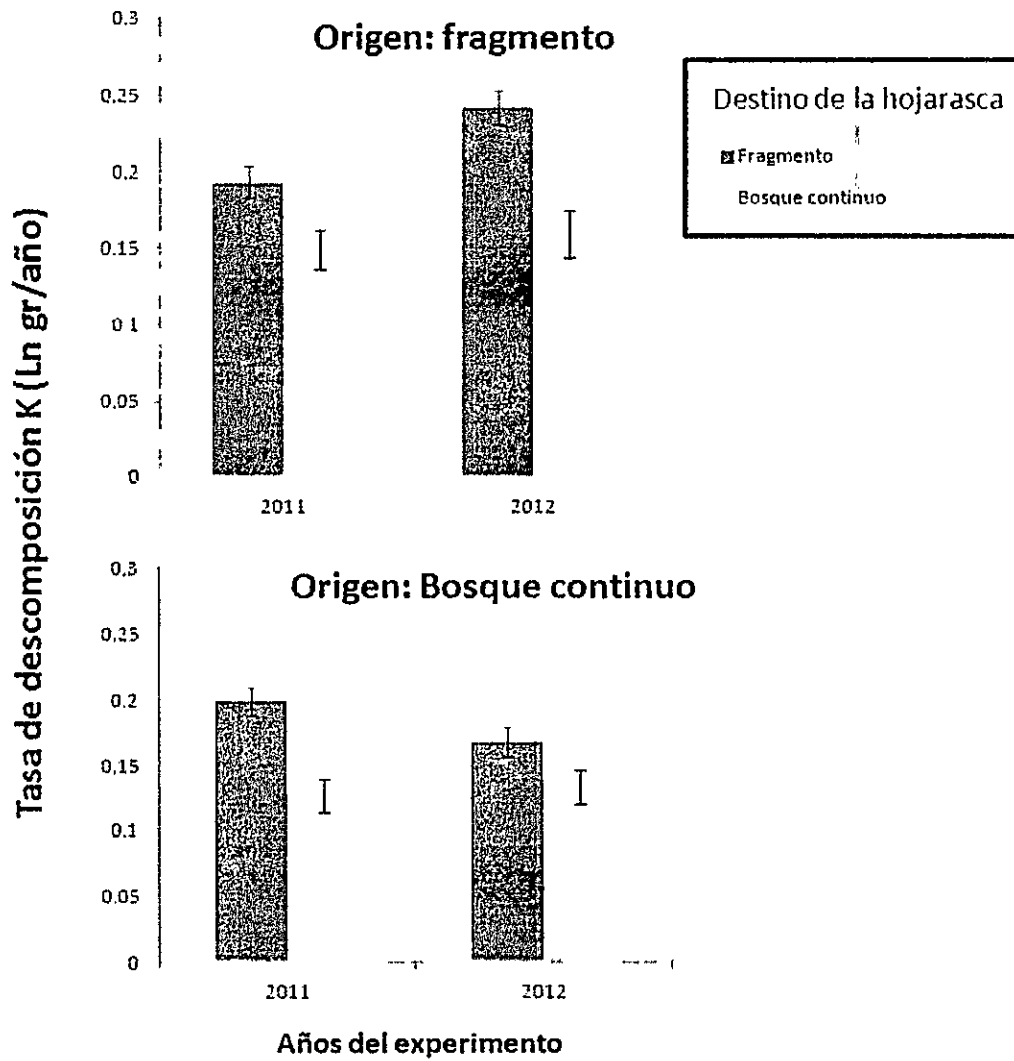 Origen: fragmento
Tasa de descomposición K (Ln gr/año)
0,3
0,25
0,2
0,15
0,1
0,05
0
2011
2012
Destino de la hojarasca
Fragmento
Bosque continuo
Origen: Bosque continuo
0,3
0,25
0,2
0,15
0,1
0,05
0
2011
2012
Años del experimento